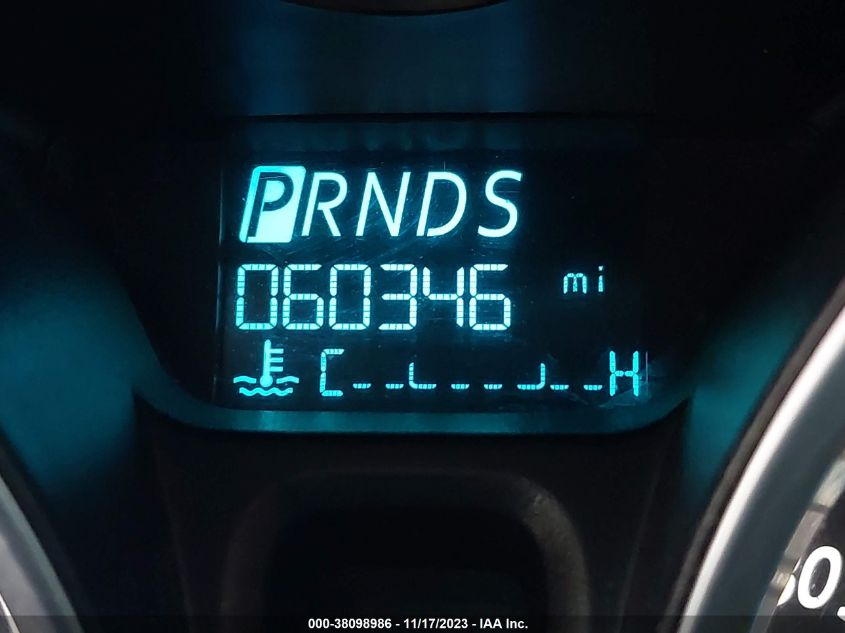 PRNDS
060346 mi
C H
000-38098986 - 11/17/2023 - IAA Inc.